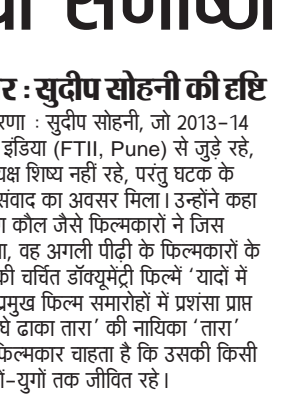 र : सुदीप सोहनी की दृष्टि
रणा : सुदीप सोहनी, जो 2013-14
इंडिया (FTII, Pune) से जुड़े रहे,
यक्ष शिष्य नहीं रहे, परंतु घटक के
संवाद का अवसर मिला। उन्होंने कहा
कौल जैसे फिल्मकारों ने जिस
ा, वह अगली पीढ़ी के फिल्मकारों के
की चर्चित डॉक्यूमेंट्री फिल्में 'यादों में
प्रमुख फिल्म समारोहों में प्रशंसा प्राप्त
घे ढाका तारा' की नायिका 'तारा'
फिल्मकार चाहता है कि उसकी किसी
ों-युगों तक जीवित रहे।